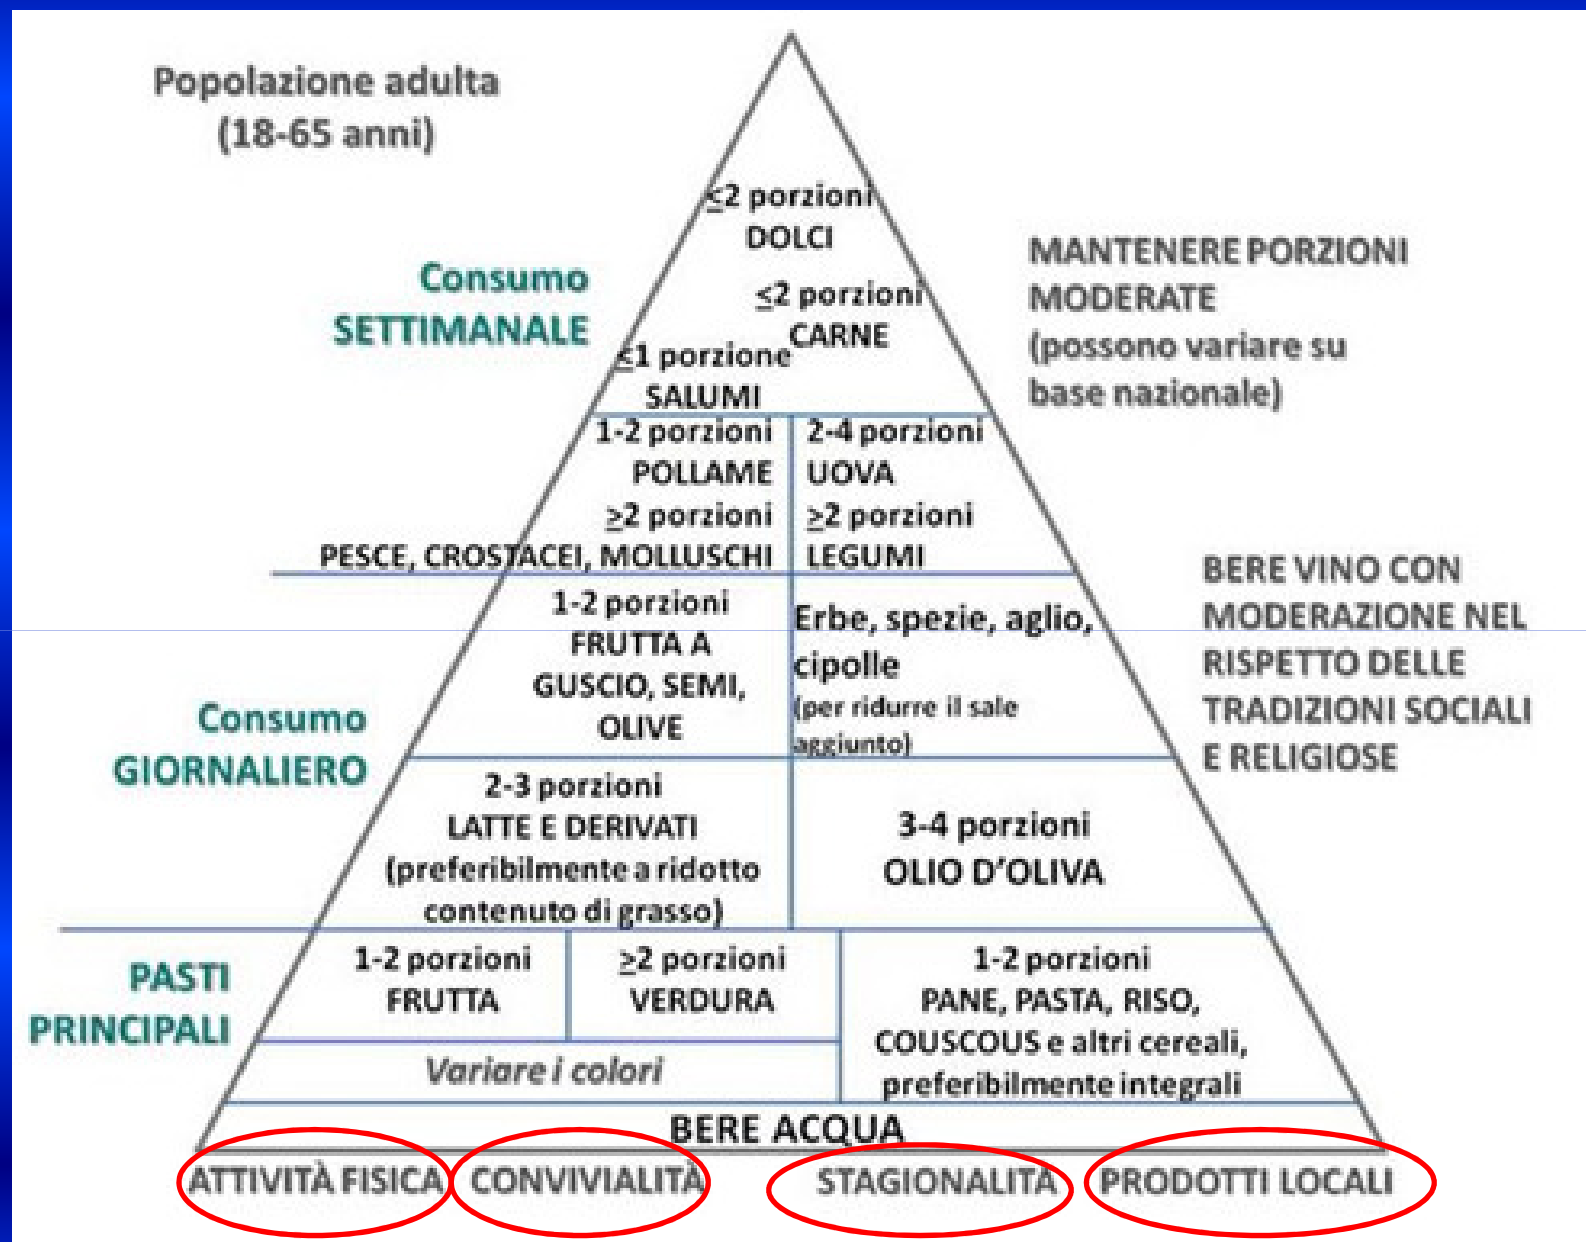 Popolazione adulta
(18-65 anni)
≤2 porzioni
DOLCI
Consumo
SETTIMANALE
≤2 porzioni
CARNE
≤1 porzione
SALUMI
MANTENERE PORZIONI
MODERATE
(possono variare su
base nazionale)
1-2 porzioni
POLLAME
≥2 porzioni
PESCE, CROSTACEI, MOLLUSCHI
2-4 porzioni
UOVA
≥2 porzioni
LEGUMI
BERE VINO CON
MODERAZIONE NEL
RISPETTO DELLE
TRADIZIONI SOCIALI
E RELIGIOSE
Consumo
GIORNALIERO
1-2 porzioni
FRUTTA A
GUSCIO, SEMI,
OLIVE
Erbe, spezie, aglio,
cipolle
(per ridurre il sale
aggiunto)
2-3 porzioni
LATTE E DERIVATI
(preferibilmente a ridotto
contenuto di grasso)
3-4 porzioni
OLIO D'OLIVA
PASTI
PRINCIPALI
1-2 porzioni
FRUTTA
≥2 porzioni
VERDURA
Variare i colori
1-2 porzioni
PANE, PASTA, RISO,
COUSCOUS e altri cereali,
preferibilmente integrali
BERE ACQUA
ATTIVITÀ FISICA CONVIVIALITÀ STAGIONALITÀ PRODOTTI LOCALI